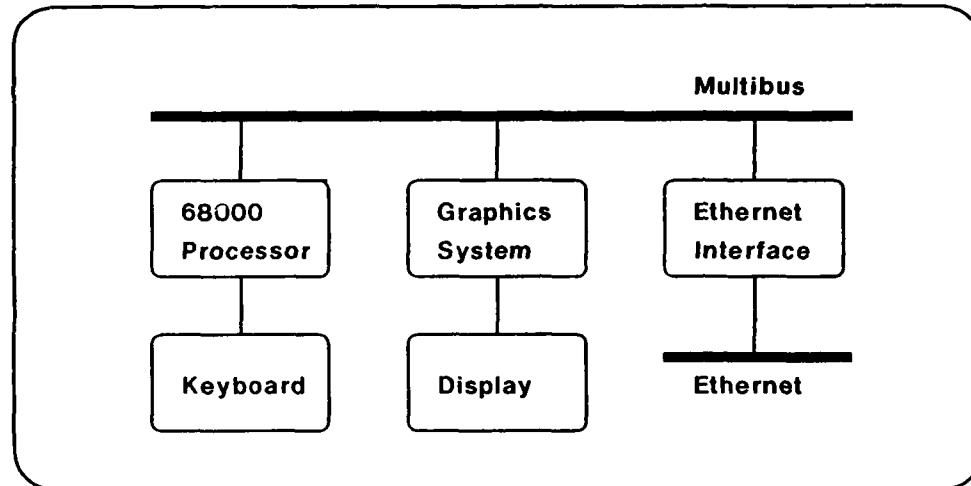 Multibus
68000
Processor
Graphics
System
Ethernet
Interface
Keyboard
Display
Ethernet